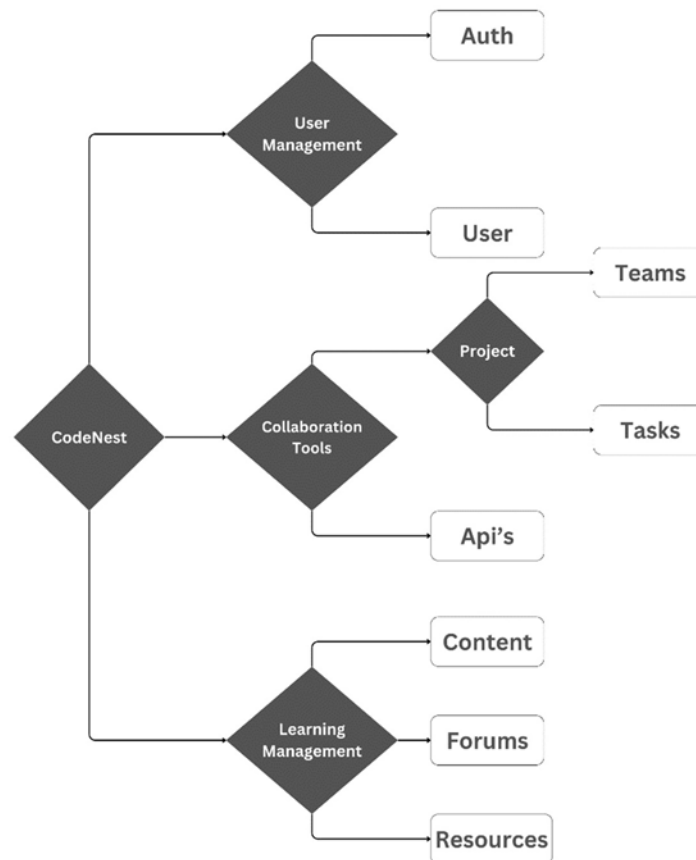 Auth
User
Management
User
Teams
Project
CodeNest
Collaboration
Tools
Tasks
Api’s
Content
Learning
Management
Forums
Resources